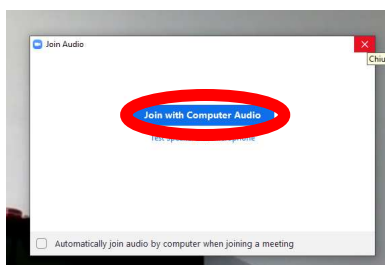 Join Audio
Chiu
Join with Computer Audio
Automatically join audio by computer when joining a meeting